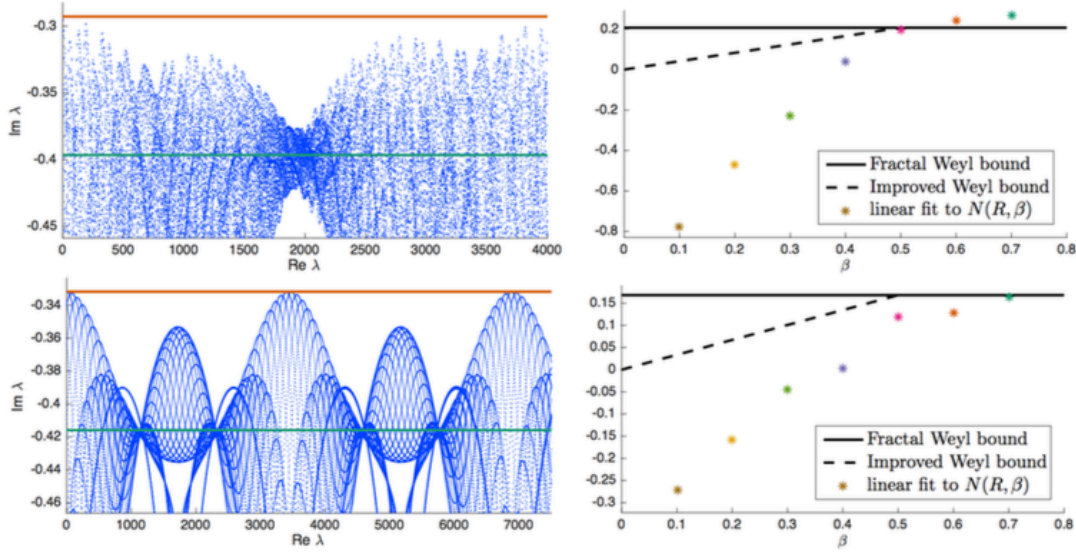 -0.3
-0.35
-0.4
-0.45
Im λ
0 500 1000 1500 2000 2500 3000 3500 4000
Re λ
0.2
0
-0.2
-0.4
-0.6
-0.8
0 0.1 0.2 0.3 0.4 0.5 0.6 0.7 0.8
β
Fractal Weyl bound
Improved Weyl bound
linear fit to N(R, β)
-0.34
-0.36
-0.38
-0.4
-0.42
-0.44
-0.46
Im λ
0 1000 2000 3000 4000 5000 6000 7000
Re λ
0.15
0.1
0.05
0
-0.05
-0.1
-0.15
-0.2
-0.25
-0.3
0 0.1 0.2 0.3 0.4 0.5 0.6 0.7 0.8
β
Fractal Weyl bound
Improved Weyl bound
linear fit to N(R, β)